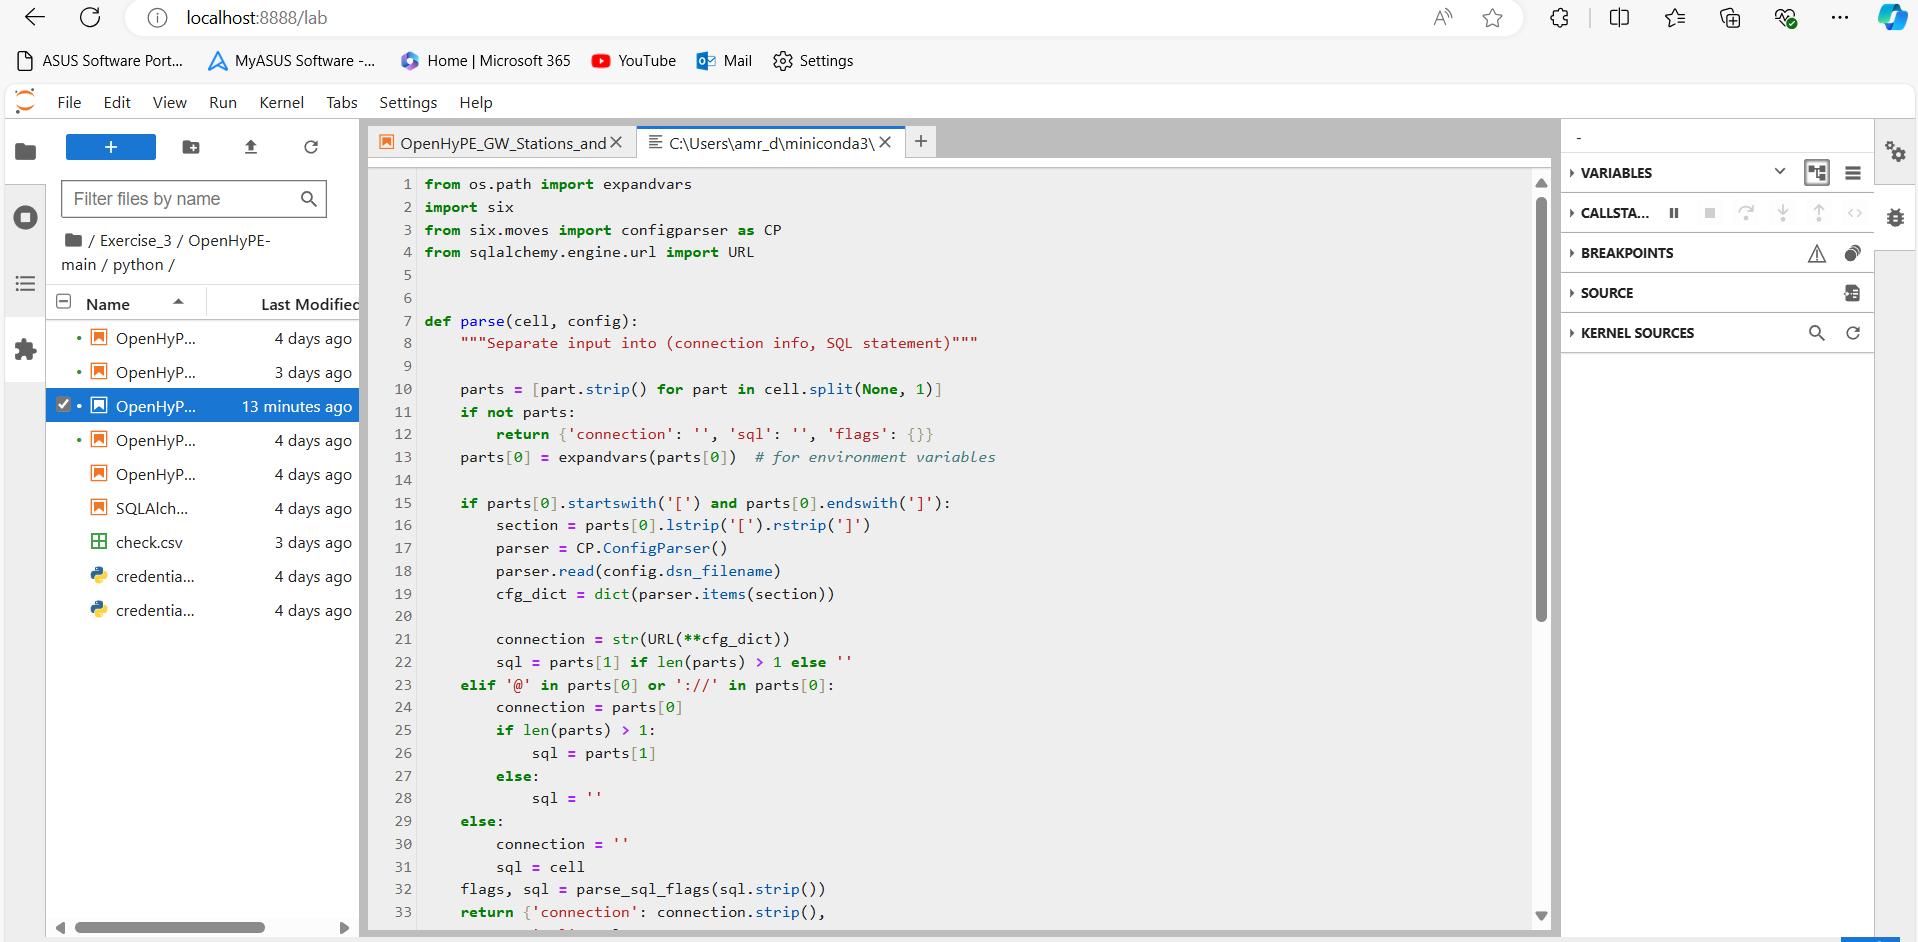 localhost:8888/lab
ASUS Software Port...
MyASUS Software -...
Home | Microsoft 365
YouTube
Mail
Settings
File Edit View Run Kernel Tabs Settings Help
Filter files by name
/ Exercise_3 / OpenHyPE-
main / python /
Name Last Modified
OpenHyP... 4 days ago
OpenHyP... 3 days ago
OpenHyP... 13 minutes ago
OpenHyP... 4 days ago
OpenHyP... 4 days ago
SQLAlch... 4 days ago
check.csv 3 days ago
credentia... 4 days ago
credentia... 4 days ago
OpenHyPE_GW_Stations_and
C:\Users\amr_d\miniconda3\
1 from os.path import expandvars
2 import six
3 from six.moves import configparser as CP
4 from sqlalchemy.engine.url import URL
5
6
7 def parse(cell, config):
8     """Separate input into (connection info, SQL statement)"""
9
10     parts = [part.strip() for part in cell.split(None, 1)]
11     if not parts:
12         return {'connection': '', 'sql': '', 'flags': {}}
13     parts[0] = expandvars(parts[0])  # for environment variables
14
15     if parts[0].startswith('[') and parts[0].endswith(']'):
16         section = parts[0].lstrip('[').rstrip(']')
17         parser = CP.ConfigParser()
18         parser.read(config.dsn_filename)
19         cfg_dict = dict(parser.items(section))
20
21         connection = str(URL(**cfg_dict))
22         sql = parts[1] if len(parts) > 1 else ''
23     elif '@' in parts[0] or '://' in parts[0]:
24         connection = parts[0]
25         if len(parts) > 1:
26             sql = parts[1]
27         else:
28             sql = ''
29     else:
30         connection = ''
31         sql = cell
32     flags, sql = parse_sql_flags(sql.strip())
33     return {'connection': connection.strip(),
-
VARIABLES
CALLSTA...
BREAKPOINTS
SOURCE
KERNEL SOURCES